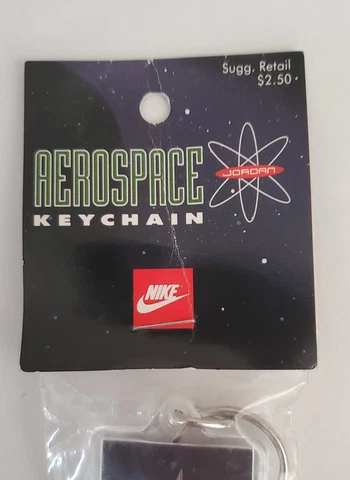 Sugg. Retail
$2.50
AEROSPACE
JORDAN
KEYCHAIN
NIKE